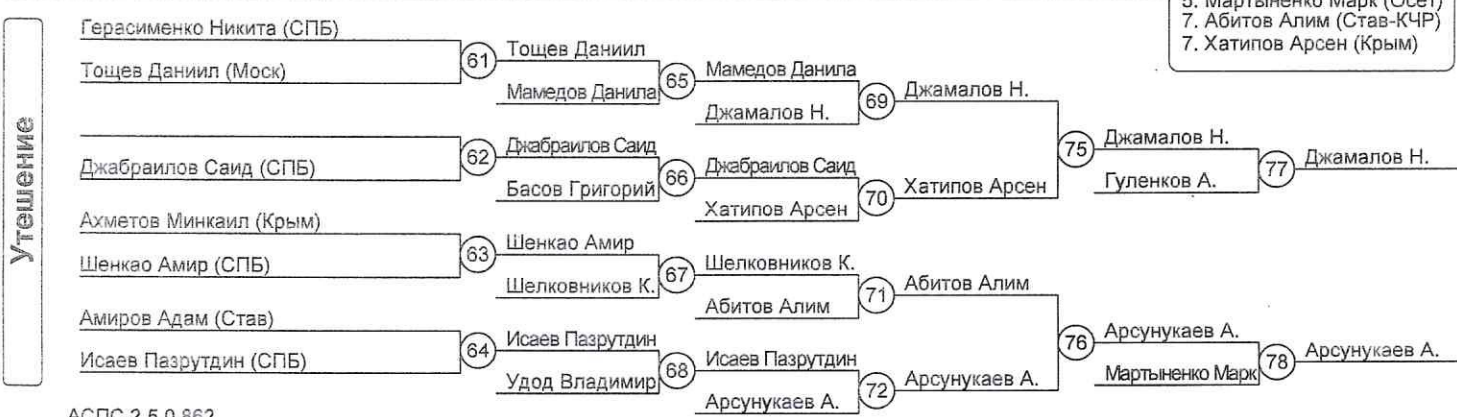 5. Мартыненко Марк (Осет)
7. Абитов Алим (Став-КЧР)
7. Хатипов Арсен (Крым)
Утешение
Герасименко Никита (СПБ)
Тощев Даниил (Моск)
61
Тощев Даниил
Мамедов Данила
65
Мамедов Данила
Джамалов Н.
69
Джамалов Н.
Джабраилов Саид (СПБ)
62
Джабраилов Саид
Басов Григорий
66
Джабраилов Саид
Хатипов Арсен
70
Хатипов Арсен
75
Джамалов Н.
Гуленков А.
77
Джамалов Н.
Ахметов Минкаил (Крым)
Шенкао Амир (СПБ)
63
Шенкао Амир
Шелковников К.
67
Шелковников К.
Абитов Алим
71
Абитов Алим
Амиров Адам (Став)
Исаев Пазрутдин (СПБ)
64
Исаев Пазрутдин
Удод Владимир
68
Исаев Пазрутдин
Арсунукаев А.
72
Арсунукаев А.
76
Арсунукаев А.
Мартыненко Марк
78
Арсунукаев А.
АСПС 2.5.0.862